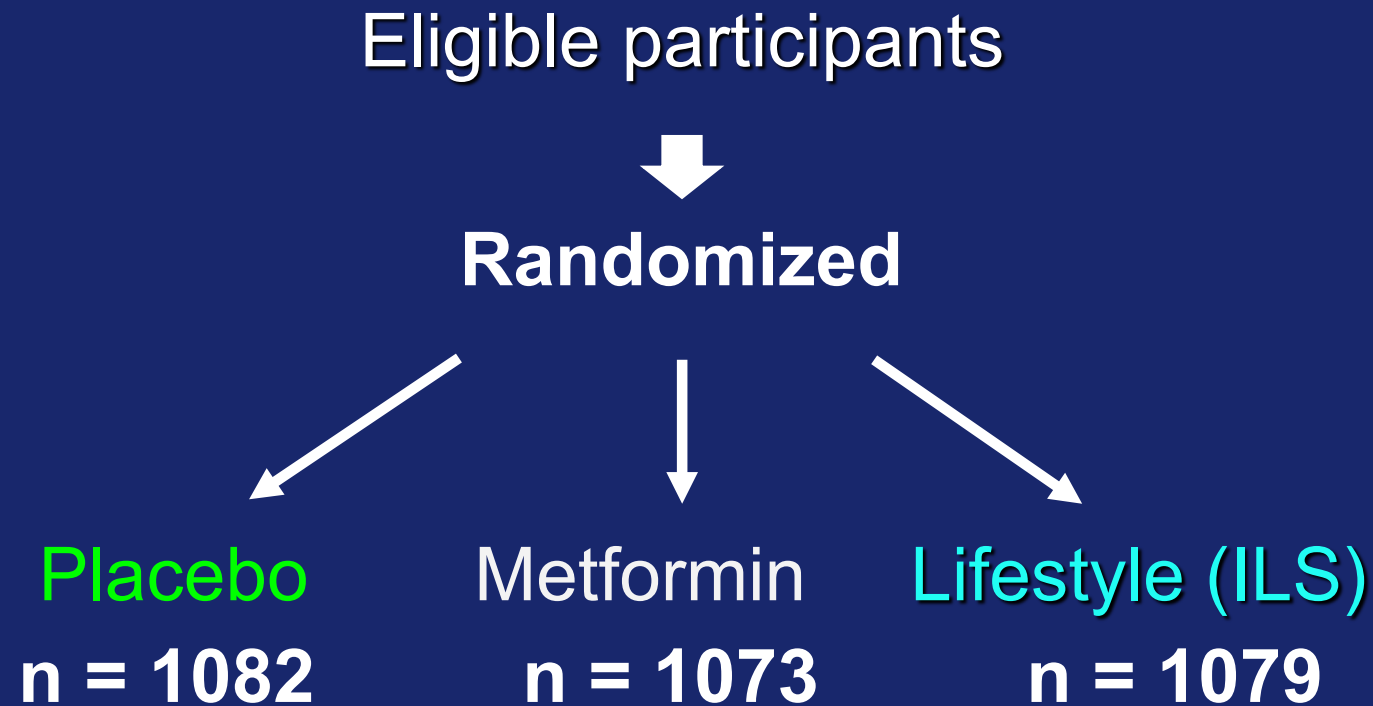 Eligible participants
Randomized
Placebo Metformin Lifestyle (ILS)
n = 1082 n = 1073 n = 1079